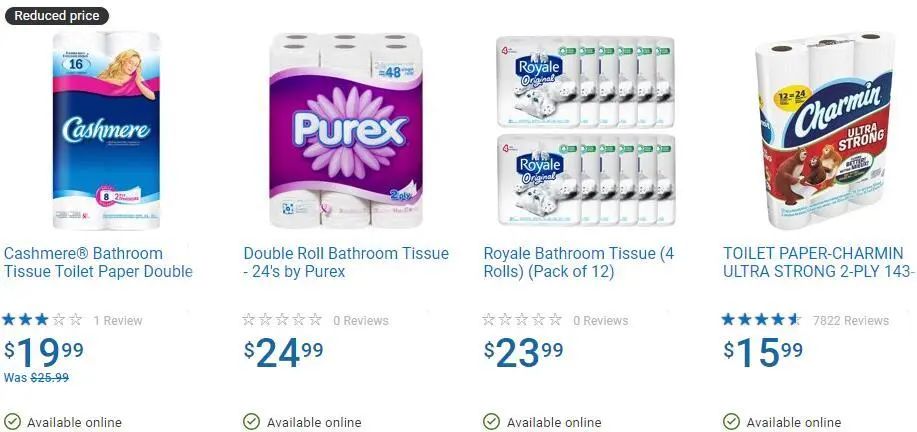 Reduced price
16
Cashmere
8
Cashmere® Bathroom
Tissue Toilet Paper Double
1 Review
$19 99
Was $25.99
Available online
=48
Purex
2 ply
Double Roll Bathroom Tissue
- 24's by Purex
0 Reviews
$24 99
Available online
Royale
Original
Royale
Original
Royale Bathroom Tissue (4
Rolls) (Pack of 12)
0 Reviews
$23 99
Available online
12=24
Charmin
ULTRA
STRONG
TOILET PAPER-CHARMIN
ULTRA STRONG 2-PLY 143-
7822 Reviews
$15 99
Available online